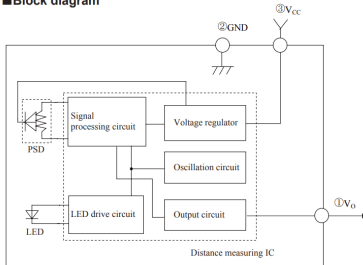 ■Block diagram
②GND
③VCC
Signal
processing circuit
Voltage regulator
PSD
Oscillation circuit
LED drive circuit
Output circuit
①VO
LED
Distance measuring IC